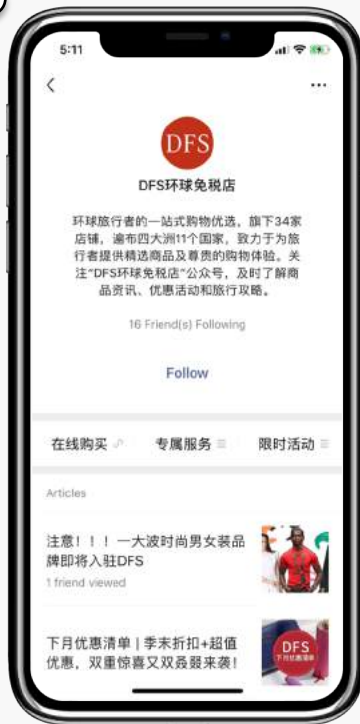 5:11
DFS
DFS环球免税店
环球旅行者的一站式购物优选，旗下34家
店铺，遍布四大洲11个国家，致力于为旅
行者提供精选商品及尊贵的购物体验。关
注“DFS环球免税店”公众号，及时了解商
品资讯、优惠活动和旅行攻略。
16 Friend(s) Following
Follow
在线购买 专属服务 限时活动
Articles
注意！！！一大波时尚男女装品
牌即将入驻DFS
1 friend viewed
下月优惠清单 | 季末折扣+超值
优惠，双重惊喜又双叒叕来袭！
DFS
下月优惠清单